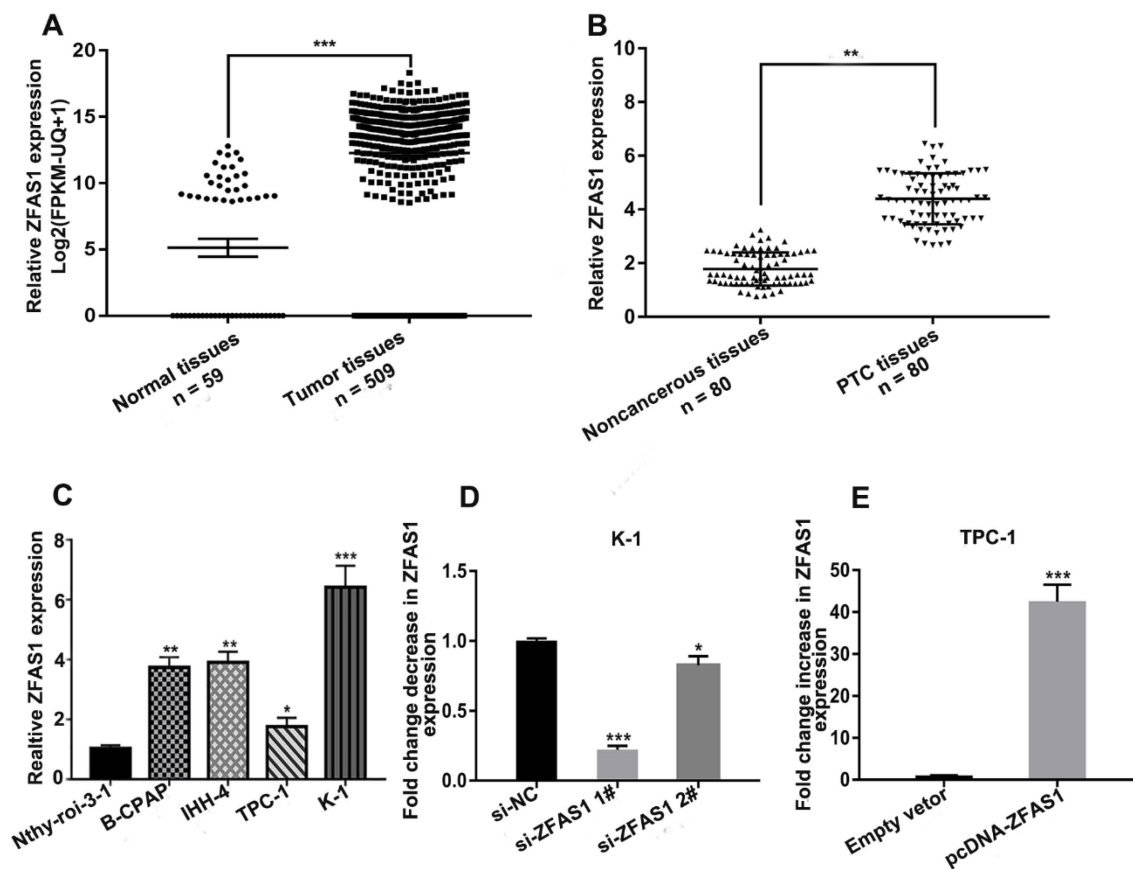 A
Relative ZFAS1 expression
Log2(FPKM-UQ+1)
20
15
10
5
0
***
Normal tissues
n = 59
Tumor tissues
n = 509
B
Relative ZFAS1 expression
10
8
6
4
2
0
**
Noncancerous tissues
n = 80
PTC tissues
n = 80
C
Realtive ZFAS1 expression
8
6
4
2
0
**
**
*
***
Nthy-roi-3-1
B-CPAP
IHH-4
TPC-1
K-1
D
K-1
Fold change decrease in ZFAS1
expression
1.5
1.0
0.5
0.0
***
*
si-NC
si-ZFAS1 1#
si-ZFAS1 2#
E
TPC-1
Fold change increase in ZFAS1
expression
50
40
30
20
10
0
***
Empty vetor
pcDNA-ZFAS1